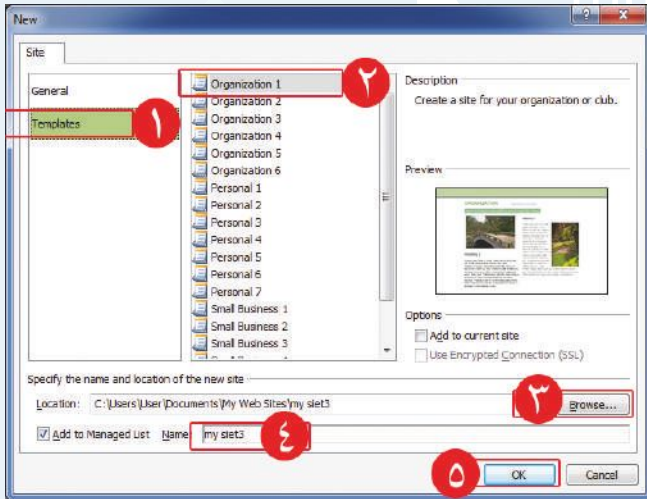 New
Site
General
Templates
١
Organization 1
Organization 2
Organization 3
Organization 4
Organization 5
Organization 6
Personal 1
Personal 2
Personal 3
Personal 4
Personal 5
Personal 6
Personal 7
Small Business 1
Small Business 2
Small Business 3
٢
Description
Create a site for your organization or club.
Preview
Options
Add to current site
Use Encrypted Connection (SSL)
Specify the name and location of the new site
Location: C:\Users\User\Documents\My Web Sites\my siet3
٣
Browse...
Add to Managed List Name my siet3
٤
٥
OK
Cancel